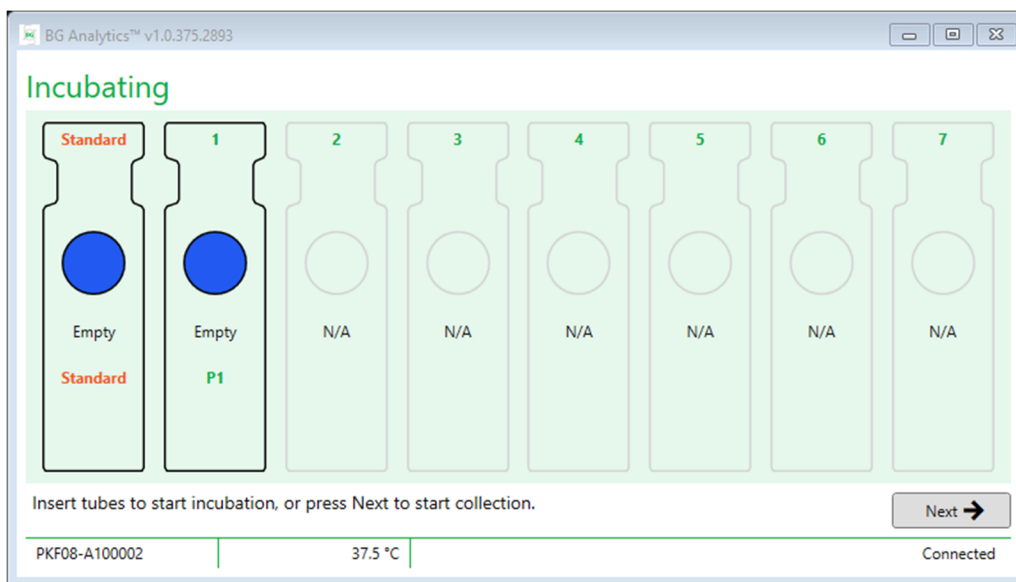 BG Analytics™ v1.0.375.2893
Incubating
Standard 1 2 3 4 5 6 7
Empty Empty N/A N/A N/A N/A N/A N/A
Standard P1
Insert tubes to start incubation, or press Next to start collection.
Next
PKF08-A100002 37.5 °C Connected